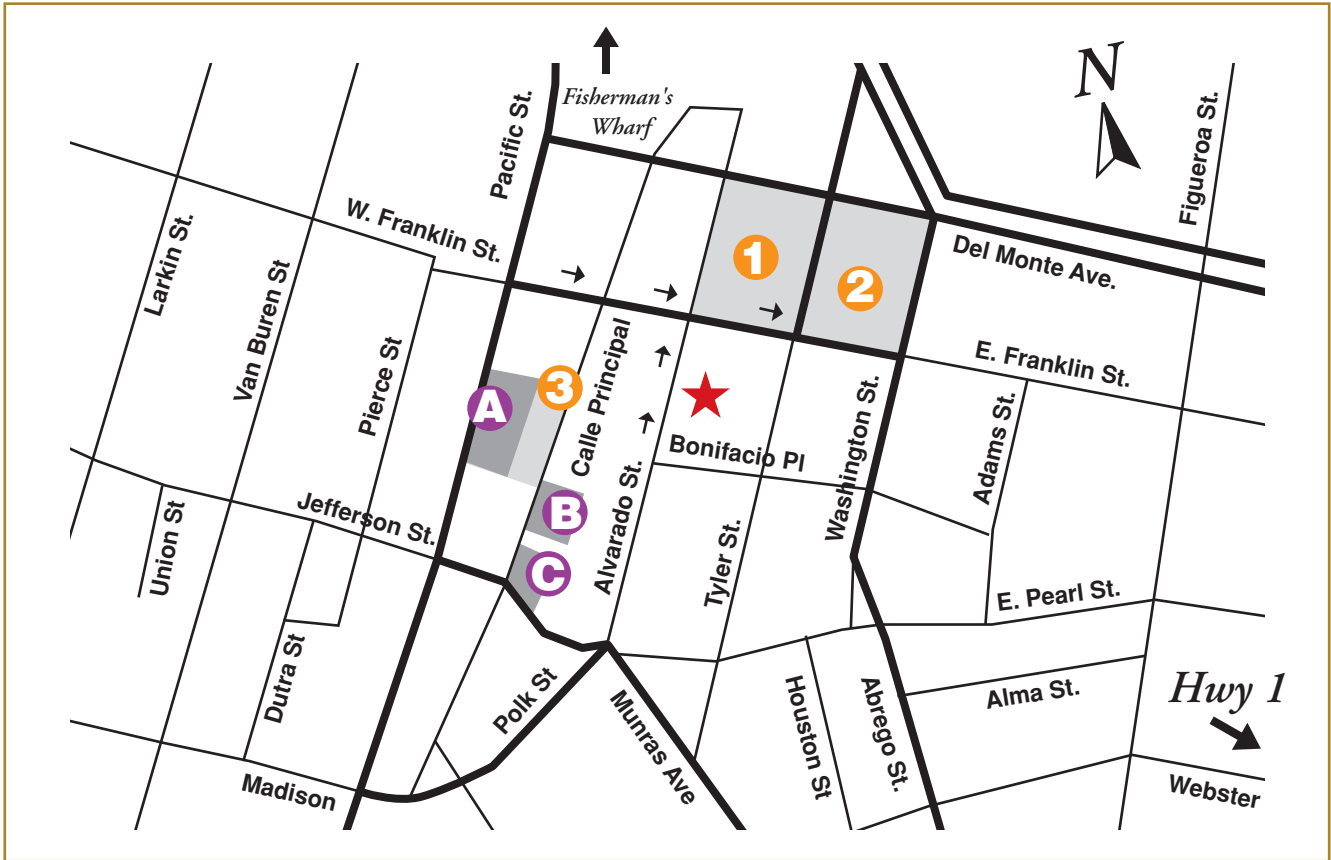 N
Fisherman's
Wharf
Pacific St.
Figueroa St.
W. Franklin St.
Larkin St.
Van Buren St
Pierce St
1
2
Del Monte Ave.
E. Franklin St.
A
3
Calle Principal
Alvarado St.
Bonifacio Pl
Washington St.
Adams St.
B
C
Jefferson St.
Union St
Tyler St.
E. Pearl St.
Dutra St
Polk St
Munras Ave
Houston St
Abrego St.
Alma St.
Hwy 1
Madison
Webster